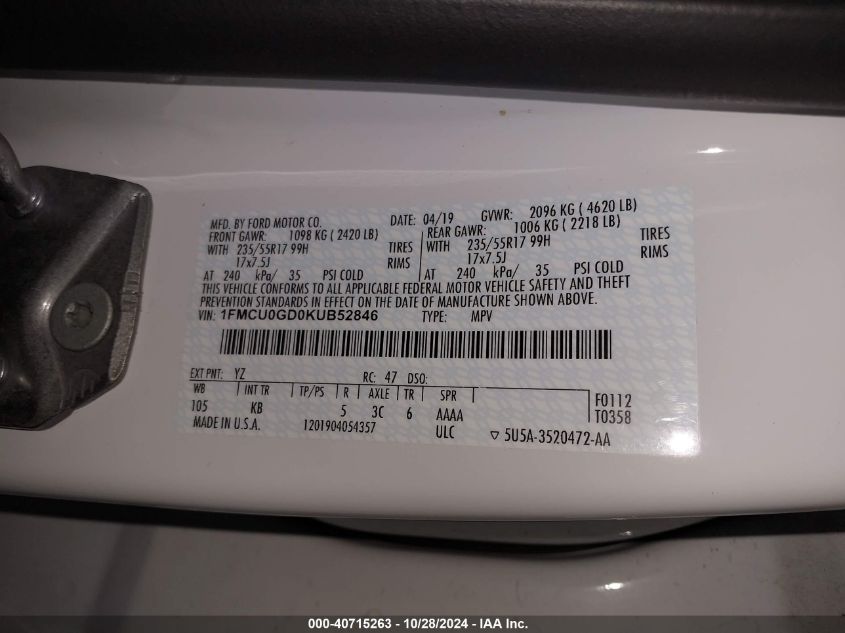 MFD. BY FORD MOTOR CO. DATE: 04/19 GVWR: 2096 KG ( 4620 LB)
FRONT GAWR: 1098 KG ( 2420 LB) REAR GAWR: 1006 KG ( 2218 LB)
WITH 235/55R17 99H TIRES WITH 235/55R17 99H TIRES
17x7.5J RIMS 17x7.5J RIMS
AT 240 kPa/ 35 PSI COLD AT 240 kPa/ 35 PSI COLD
THIS VEHICLE CONFORMS TO ALL APPLICABLE FEDERAL MOTOR VEHICLE SAFETY AND THEFT
PREVENTION STANDARDS IN EFFECT ON THE DATE OF MANUFACTURE SHOWN ABOVE.
VIN: 1FMCU0GD0KUB52846 TYPE: MPV
EXT PNT: YZ RC: 47 DSO:
WB INT TR TP/PS R AXLE TR SPR
105 KB 5 3C 6 AAAA
F0112
T0358
MADE IN U.S.A. 1201904054357 ULC ▽ 5U5A-3520472-AA
000-40715263 - 10/28/2024 - IAA Inc.